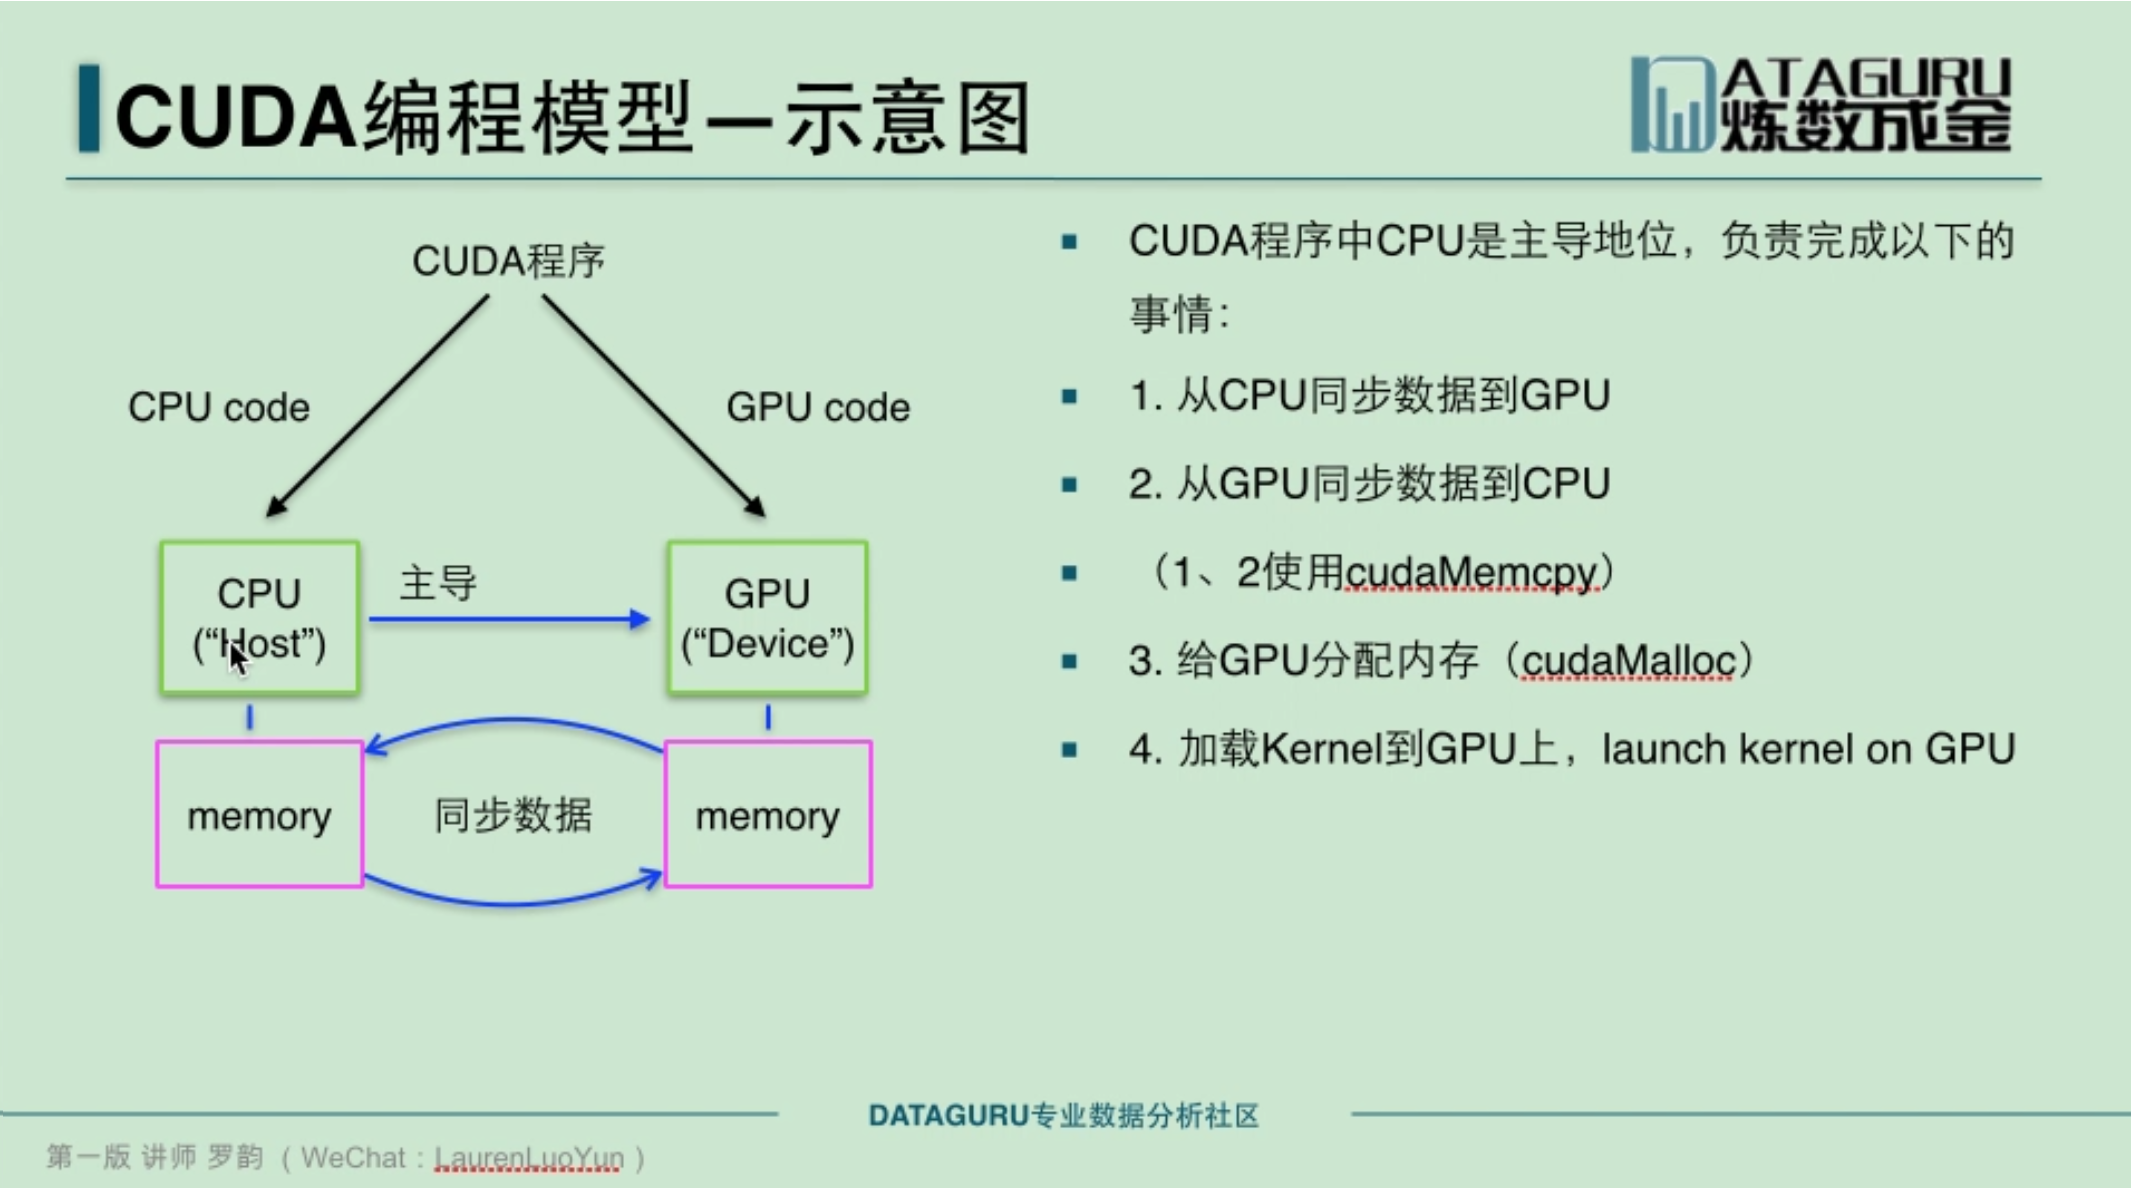 CUDA编程模型—示意图
DATAGURU
炼数成金
CUDA程序
CPU code
GPU code
CPU
(“Host”)
主导
GPU
(“Device”)
memory
同步数据
memory
CUDA程序中CPU是主导地位，负责完成以下的
事情：
1. 从CPU同步数据到GPU
2. 从GPU同步数据到CPU
（1、2使用cudaMemcpy）
3. 给GPU分配内存（cudaMalloc）
4. 加载Kernel到GPU上，launch kernel on GPU
DATAGURU专业数据分析社区
第一版 讲师 罗韵 （WeChat：LaurenLuoYun）